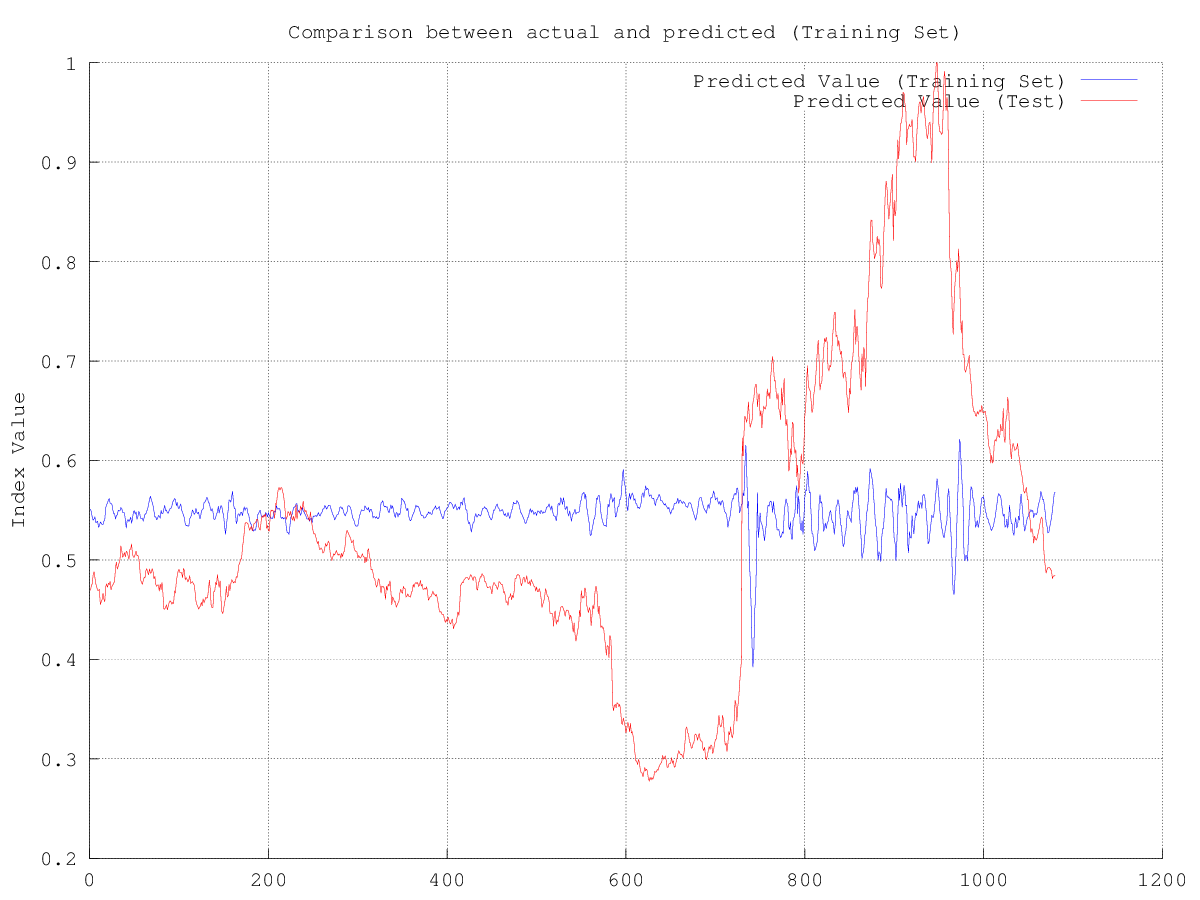 Comparison between actual and predicted (Training Set)
Predicted Value (Training Set)
Predicted Value (Test)
Index Value
1
0.9
0.8
0.7
0.6
0.5
0.4
0.3
0.2
0 200 400 600 800 1000 1200